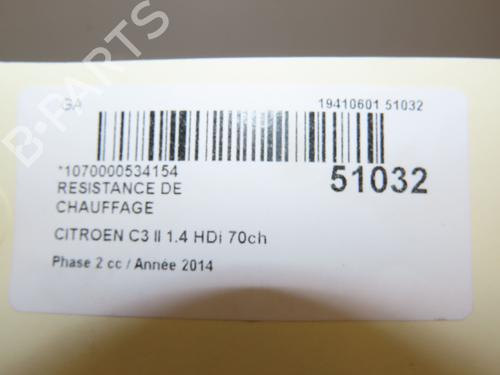 IGA 19410601 51032
*1070000534154
51032
RESISTANCE DE
CHAUFFAGE
CITROEN C3 II 1.4 HDi 70ch
Phase 2 cc / Année 2014
B-PARTS